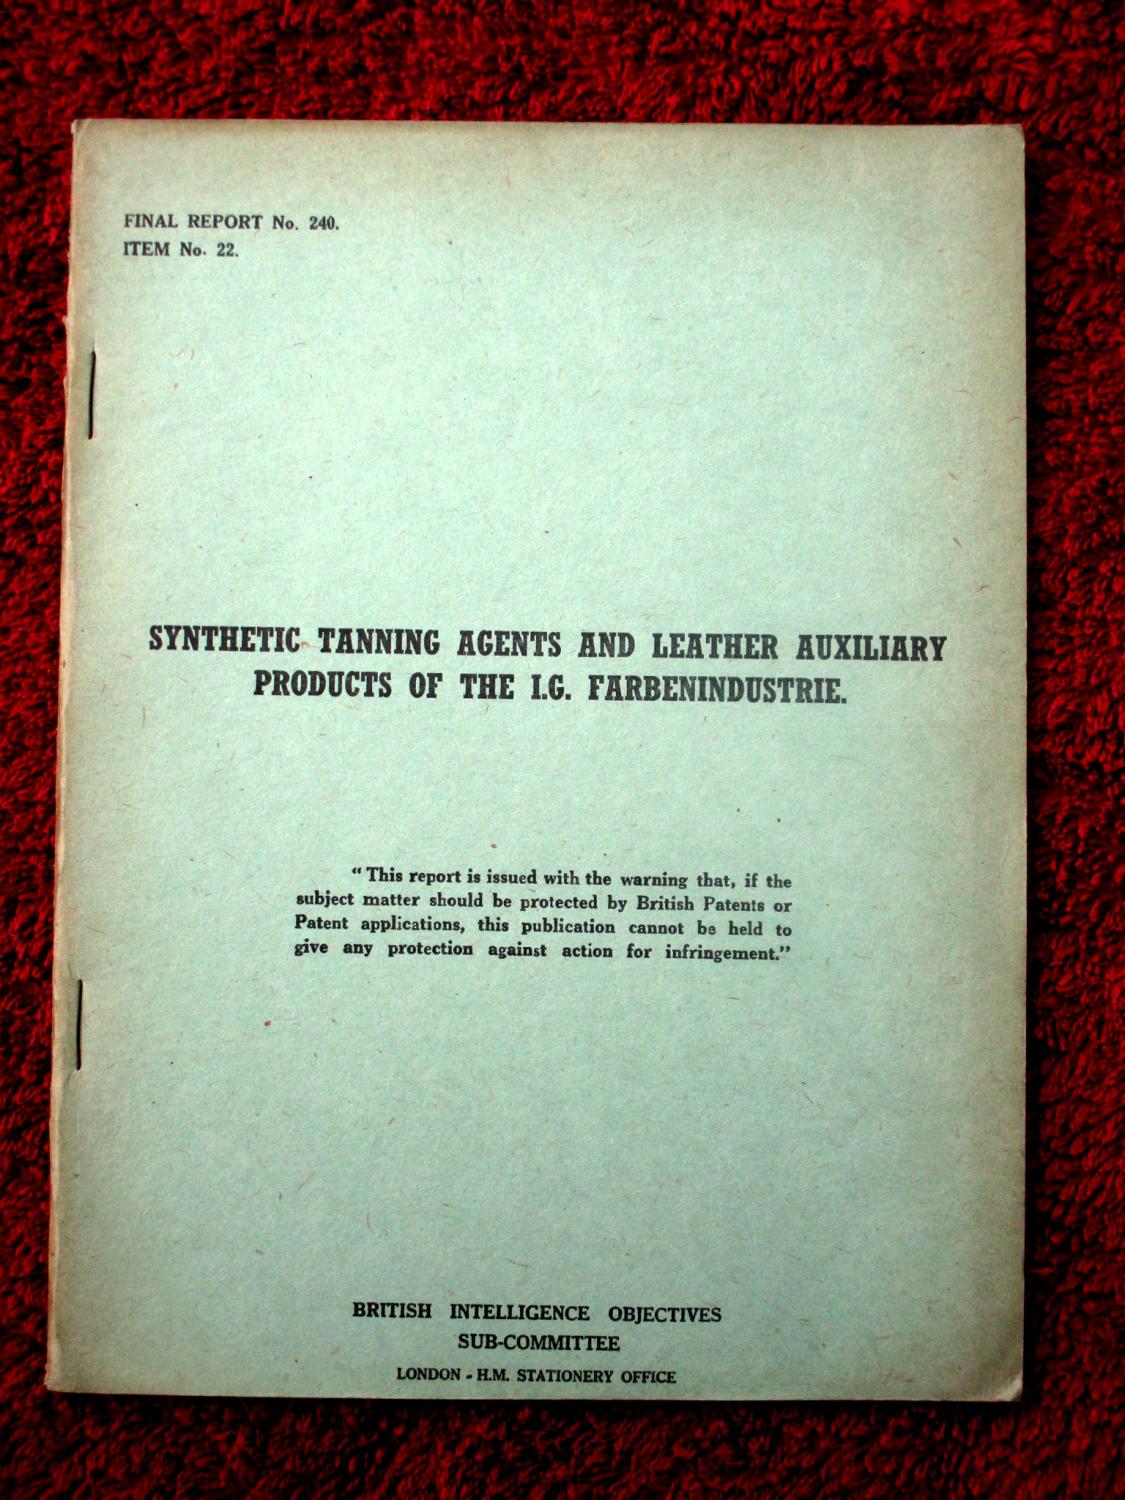 FINAL REPORT No. 240.
ITEM No. 22.
SYNTHETIC TANNING AGENTS AND LEATHER AUXILIARY
PRODUCTS OF THE I.G. FARBENINDUSTRIE.
“This report is issued with the warning that, if the
subject matter should be protected by British Patents or
Patent applications, this publication cannot be held to
give any protection against action for infringement.”
BRITISH INTELLIGENCE OBJECTIVES
SUB-COMMITTEE
LONDON - H.M. STATIONERY OFFICE